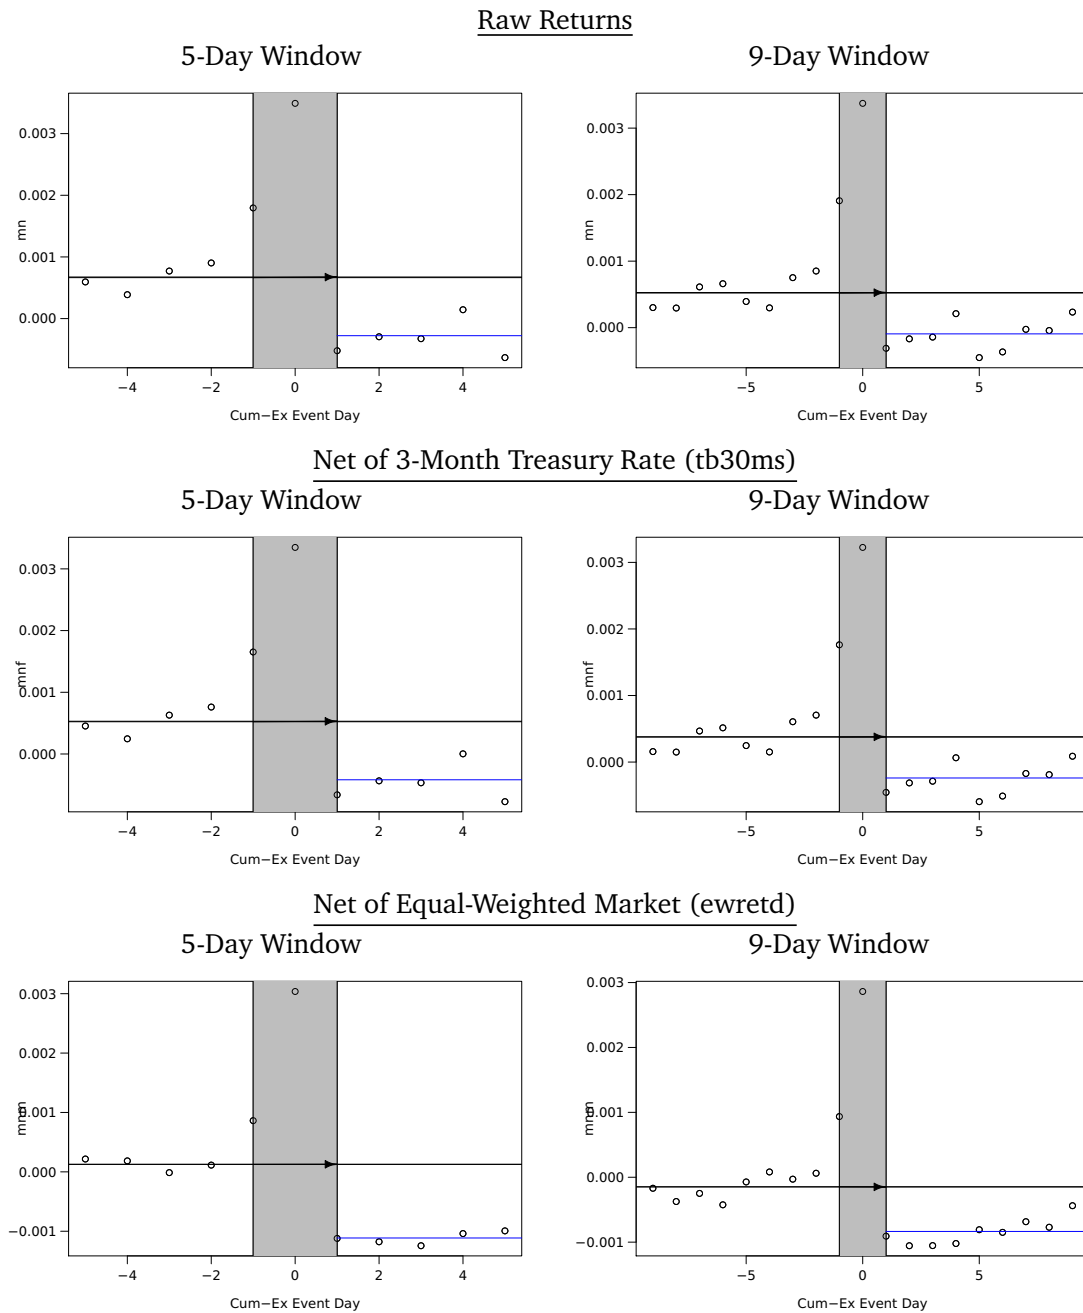 Raw Returns
5-Day Window
9-Day Window
0.003
0.002
0.001
0.000
mn
−4 −2 0 2 4
Cum−Ex Event Day
0.003
0.002
0.001
0.000
mn
−5 0 5
Cum−Ex Event Day
Net of 3-Month Treasury Rate (tb30ms)
5-Day Window
9-Day Window
0.003
0.002
0.001
0.000
mnf
−4 −2 0 2 4
Cum−Ex Event Day
0.003
0.002
0.001
0.000
mnf
−5 0 5
Cum−Ex Event Day
Net of Equal-Weighted Market (ewretd)
5-Day Window
9-Day Window
0.003
0.002
0.001
0.000
−0.001
mnm
−4 −2 0 2 4
Cum−Ex Event Day
0.003
0.002
0.001
0.000
−0.001
mnm
−5 0 5
Cum−Ex Event Day